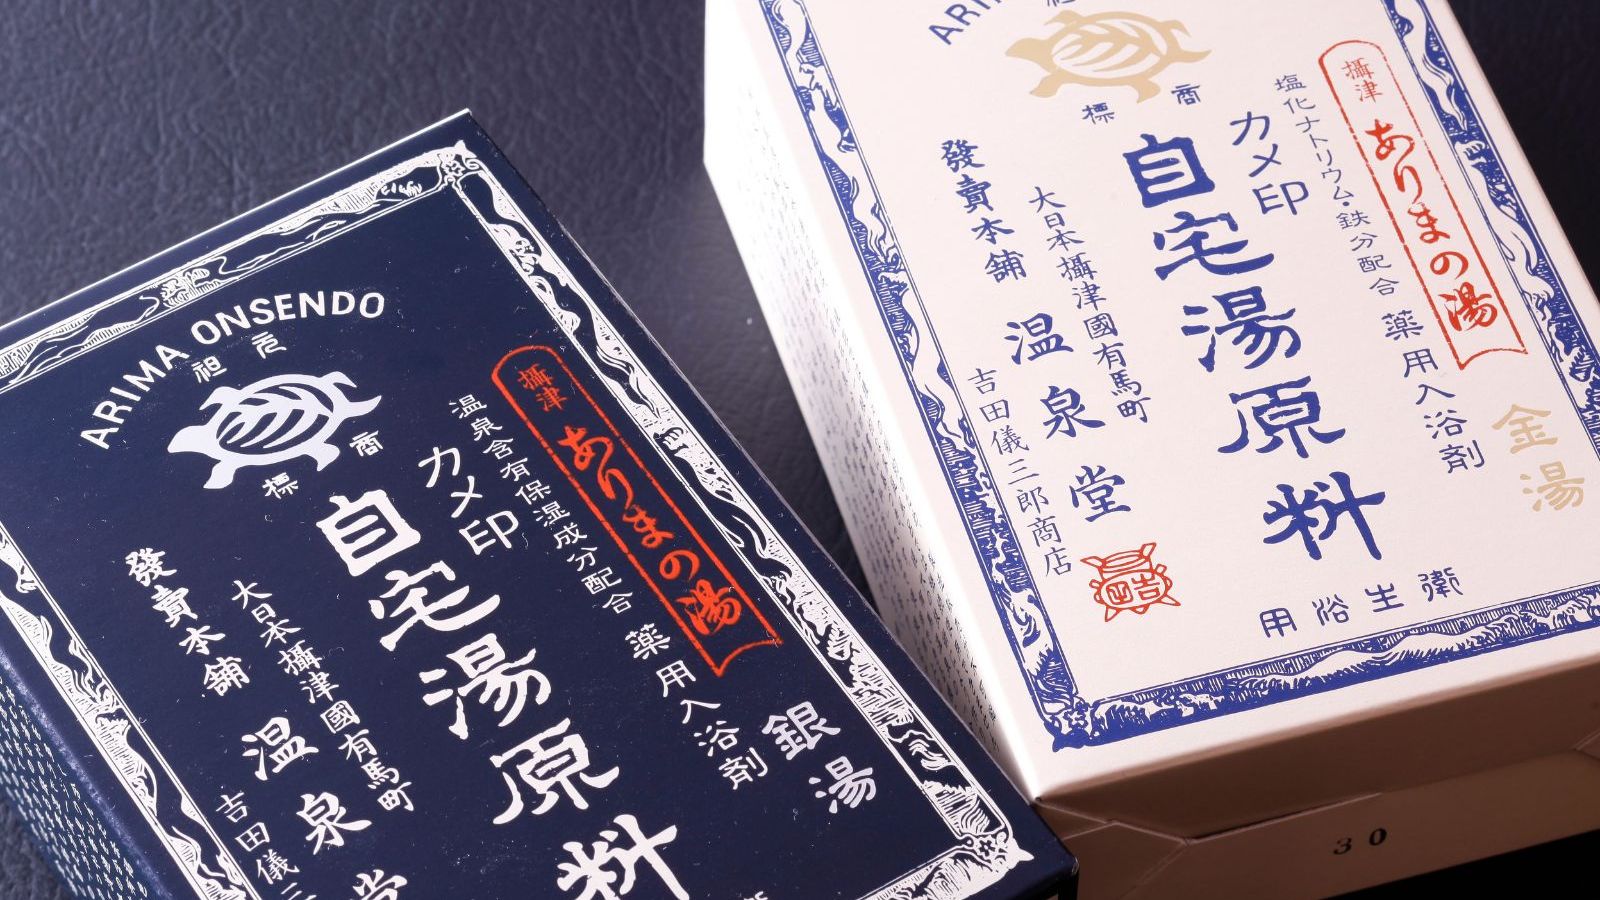 ARIMA ONSENDO
元祖
商標
攝津
ありまの湯
温泉含有保湿成分配合
薬用入浴剤
銀湯
カメ印
自宅湯原料
大日本攝津國有馬町
發賣本舗
温泉堂
吉田儀三
ARI
祖
商標
攝津
ありまの湯
塩化ナトリウム・鉄分配合
薬用入浴剤
金湯
カメ印
自宅湯原料
大日本攝津國有馬町
發賣本舗
温泉堂
吉田儀三郎商店
衛生浴用
30